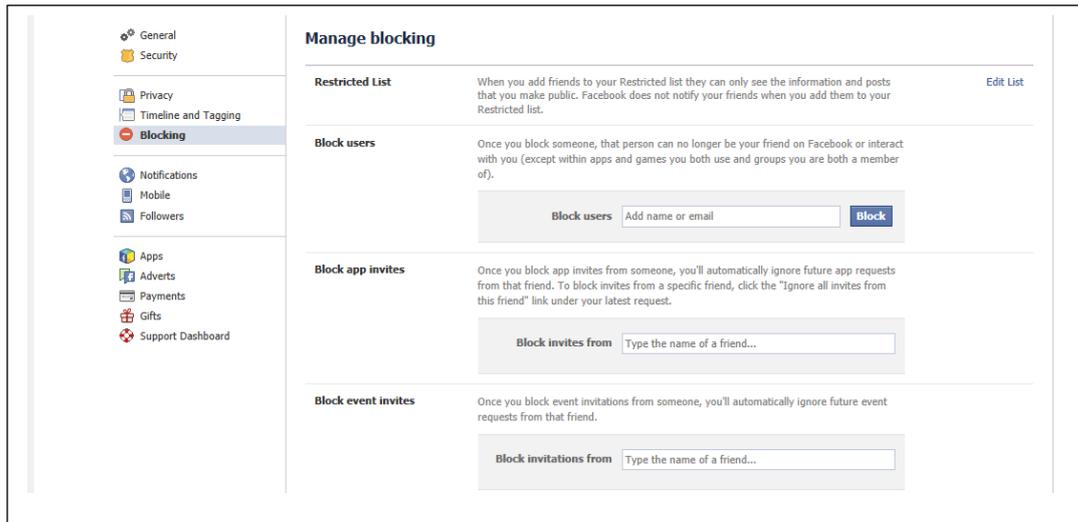 General
Security
Privacy
Timeline and Tagging
Blocking
Notifications
Mobile
Followers
Apps
Adverts
Payments
Gifts
Support Dashboard
Manage blocking
Restricted List
When you add friends to your Restricted list they can only see the information and posts
that you make public. Facebook does not notify your friends when you add them to your
Restricted list.
Edit List
Block users
Once you block someone, that person can no longer be your friend on Facebook or interact
with you (except within apps and games you both use and groups you are both a member
of).
Block users Add name or email Block
Block app invites
Once you block app invites from someone, you'll automatically ignore future app requests
from that friend. To block invites from a specific friend, click the "Ignore all invites from
this friend" link under your latest request.
Block invites from Type the name of a friend...
Block event invites
Once you block event invitations from someone, you'll automatically ignore future event
requests from that friend.
Block invitations from Type the name of a friend...